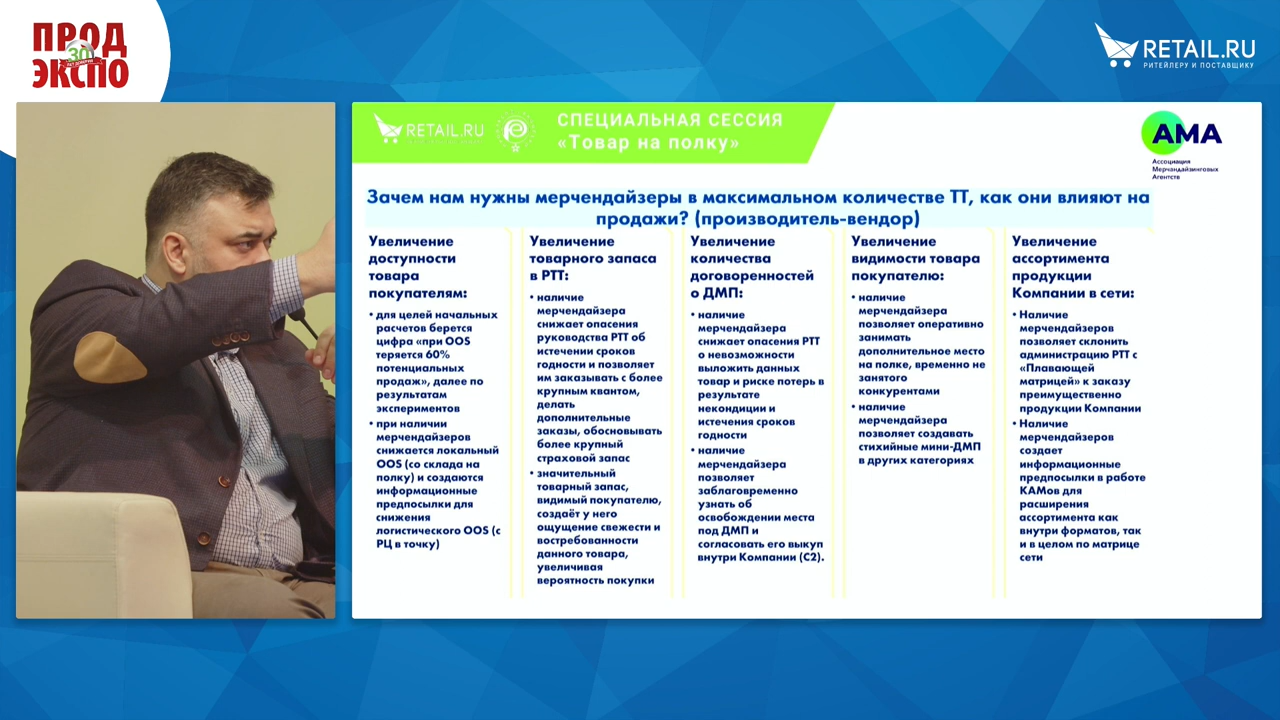 ПРОД
30
ЛЕТ ДОВЕРИЯ
ЭКСПО
RETAIL.RU
РИТЕЙЛЕРУ И ПОСТАВЩИКУ
RETAIL.RU
СПЕЦИАЛЬНАЯ СЕССИЯ
«Товар на полку»
АМА
Ассоциация
Мерчандайзинговых
Агентств
Зачем нам нужны мерчендайзеры в максимальном количестве ТТ, как они влияют на
продажи? (производитель-вендор)
Увеличение
доступности
товара
покупателям:
• для целей начальных
расчетов берется
цифра «при OOS
теряется 60%
потенциальных
продаж», далее по
результатам
экспериментов
• при наличии
мерчендайзеров
снижается локальный
OOS (со склада на
полку) и создаются
информационные
предпосылки для
снижения
логистического OOS (с
РЦ в точку)
Увеличение
товарного запаса
в РТТ:
• наличие
мерчендайзера
снижает опасения
руководства РТТ об
истечении сроков
годности и позволяет
им заказывать с более
крупным квантом,
делать
дополнительные
заказы, обосновывать
более крупный
страховой запас
• значительный
товарный запас,
видимый покупателю,
создаёт у него
ощущение свежести и
востребованности
данного товара,
увеличивая
вероятность покупки
Увеличение
количества
договоренностей
о ДМП:
• наличие
мерчендайзера
снижает опасения РТТ
о невозможности
выложить данных
товар и риске потерь в
результате
некондиции и
истечения сроков
годности
• наличие
мерчендайзера
позволяет
заблаговременно
узнать об
освобождении места
под ДМП и
согласовать его выкуп
внутри Компании (С2).
Увеличение
видимости товара
покупателю:
• наличие
мерчендайзера
позволяет оперативно
занимать
дополнительное место
на полке, временно не
занятого
конкурентами
• наличие
мерчендайзера
позволяет создавать
стихийные мини-ДМП
в других категориях
Увеличение
ассортимента
продукции
Компании в сети:
• Наличие
мерчендайзеров
позволяет склонить
администрацию РТТ с
«Плавающей
матрицей» к заказу
преимущественно
продукции Компании
• Наличие
мерчендайзеров
создает
информационные
предпосылки в работе
КАМов для
расширения
ассортимента как
внутри форматов, так
и в целом по матрице
сети